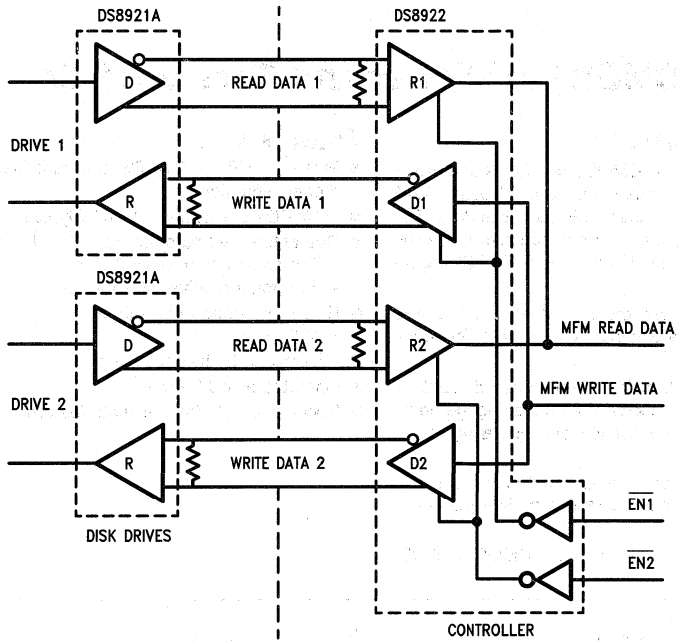 DS8921A
DS8922
D
READ DATA 1
R1
DRIVE 1
R
WRITE DATA 1
D1
DS8921A
D
READ DATA 2
R2
MFM READ DATA
MFM WRITE DATA
DRIVE 2
R
WRITE DATA 2
D2
EN1
EN2
DISK DRIVES
CONTROLLER